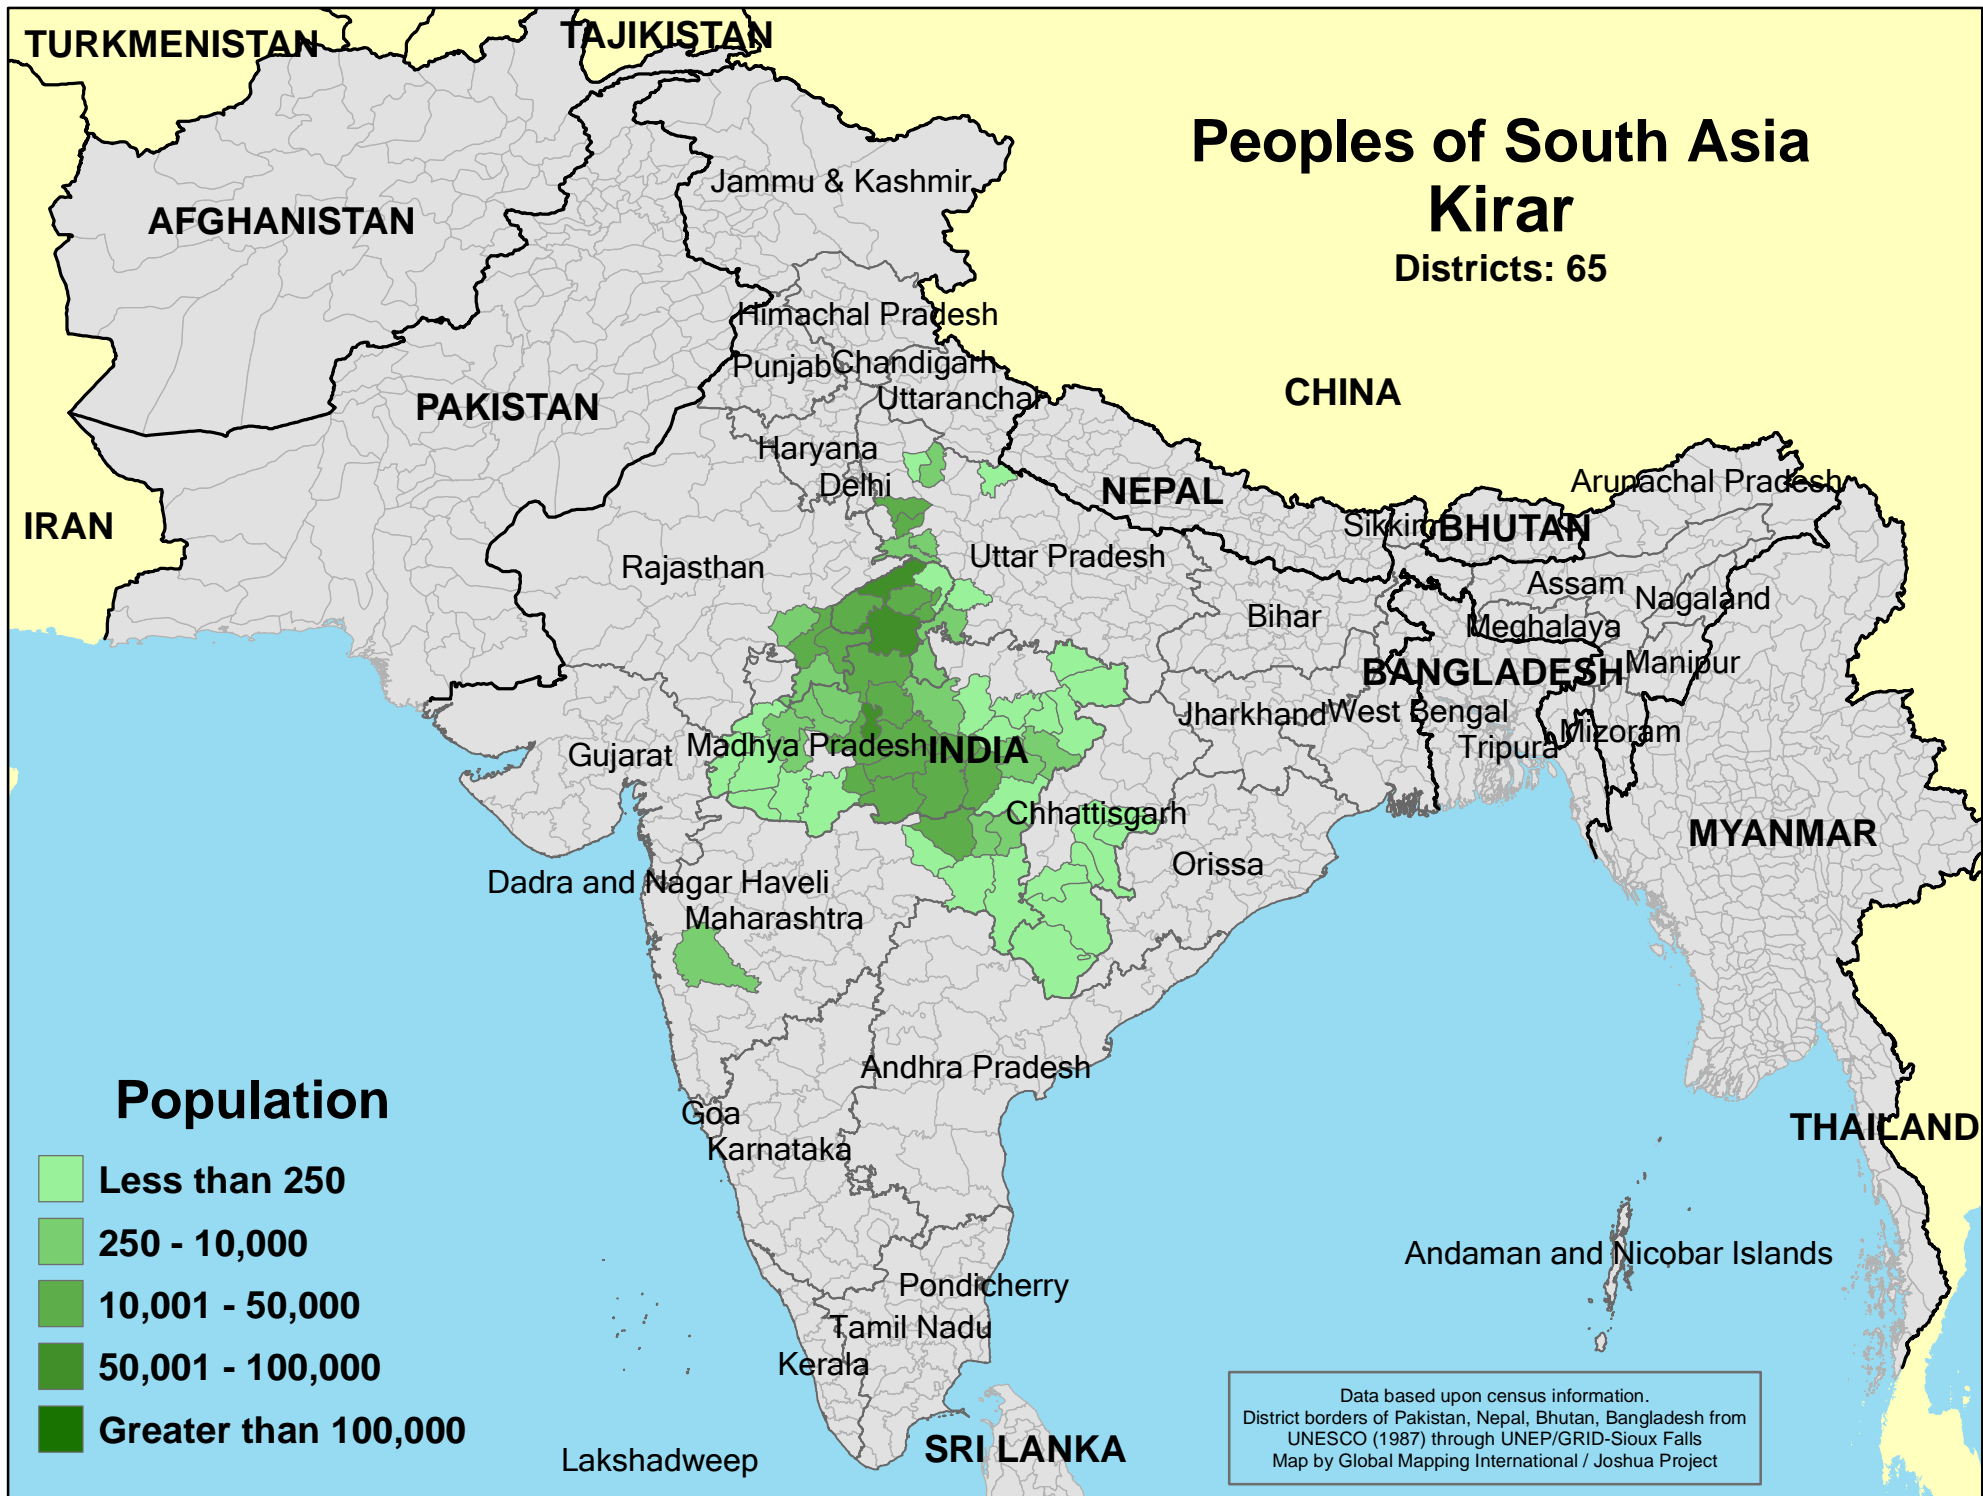 TURKMENISTAN
TAJIKISTAN
Peoples of South Asia
Kirar
Districts: 65
Jammu & Kashmir
AFGHANISTAN
Himachal Pradesh
Punjab
Chandigarh
Uttaranchal
CHINA
PAKISTAN
Haryana
Delhi
NEPAL
Arunachal Pradesh
IRAN
Sikkim
BHUTAN
Rajasthan
Uttar Pradesh
Assam
Nagaland
Bihar
Meghalaya
BANGLADESH
Manipur
Jharkhand
West Bengal
Gujarat
Madhya Pradesh
INDIA
Tripura
Mizoram
Chhattisgarh
MYANMAR
Orissa
Dadra and Nagar Haveli
Maharashtra
Andhra Pradesh
Goa
Karnataka
THAILAND
Population
Less than 250
250 - 10,000
10,001 - 50,000
50,001 - 100,000
Greater than 100,000
Andaman and Nicobar Islands
Pondicherry
Tamil Nadu
Kerala
Lakshadweep
SRI LANKA
Data based upon census information.
District borders of Pakistan, Nepal, Bhutan, Bangladesh from
UNESCO (1987) through UNEP/GRID-Sioux Falls
Map by Global Mapping International / Joshua Project